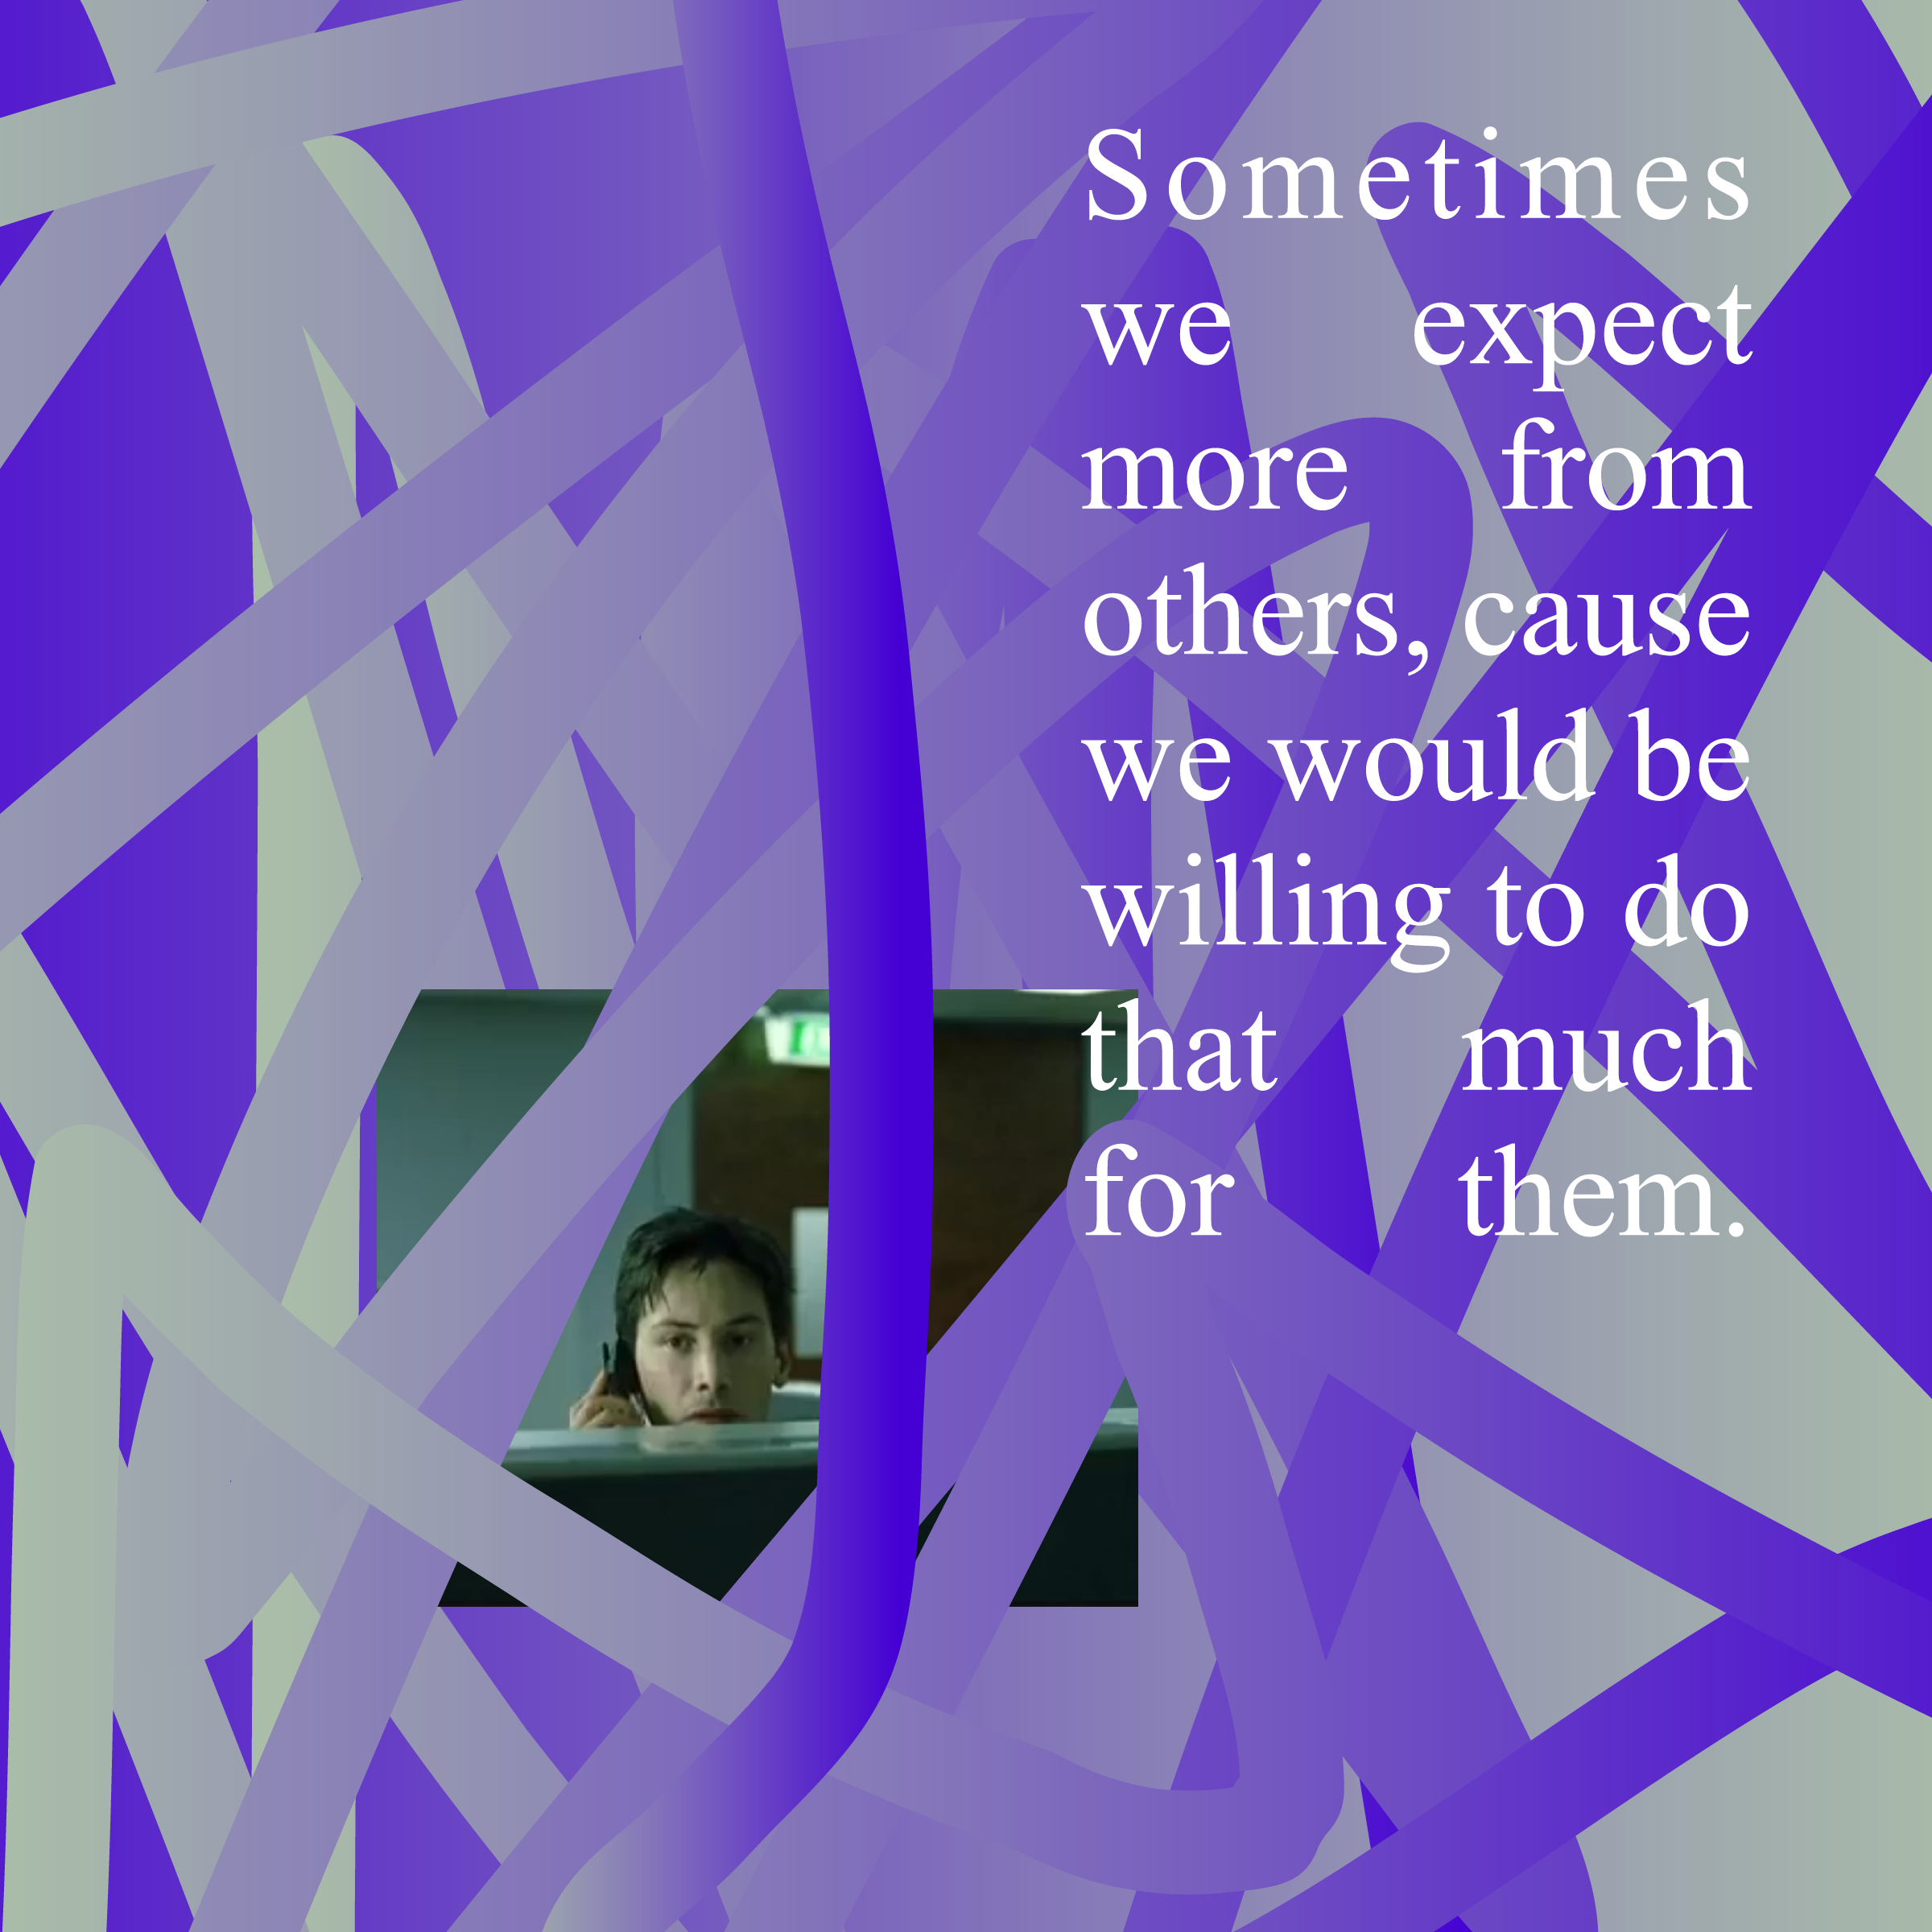 Sometimes
we expect
more from
others, cause
we would be
willing to do
that much
for them.